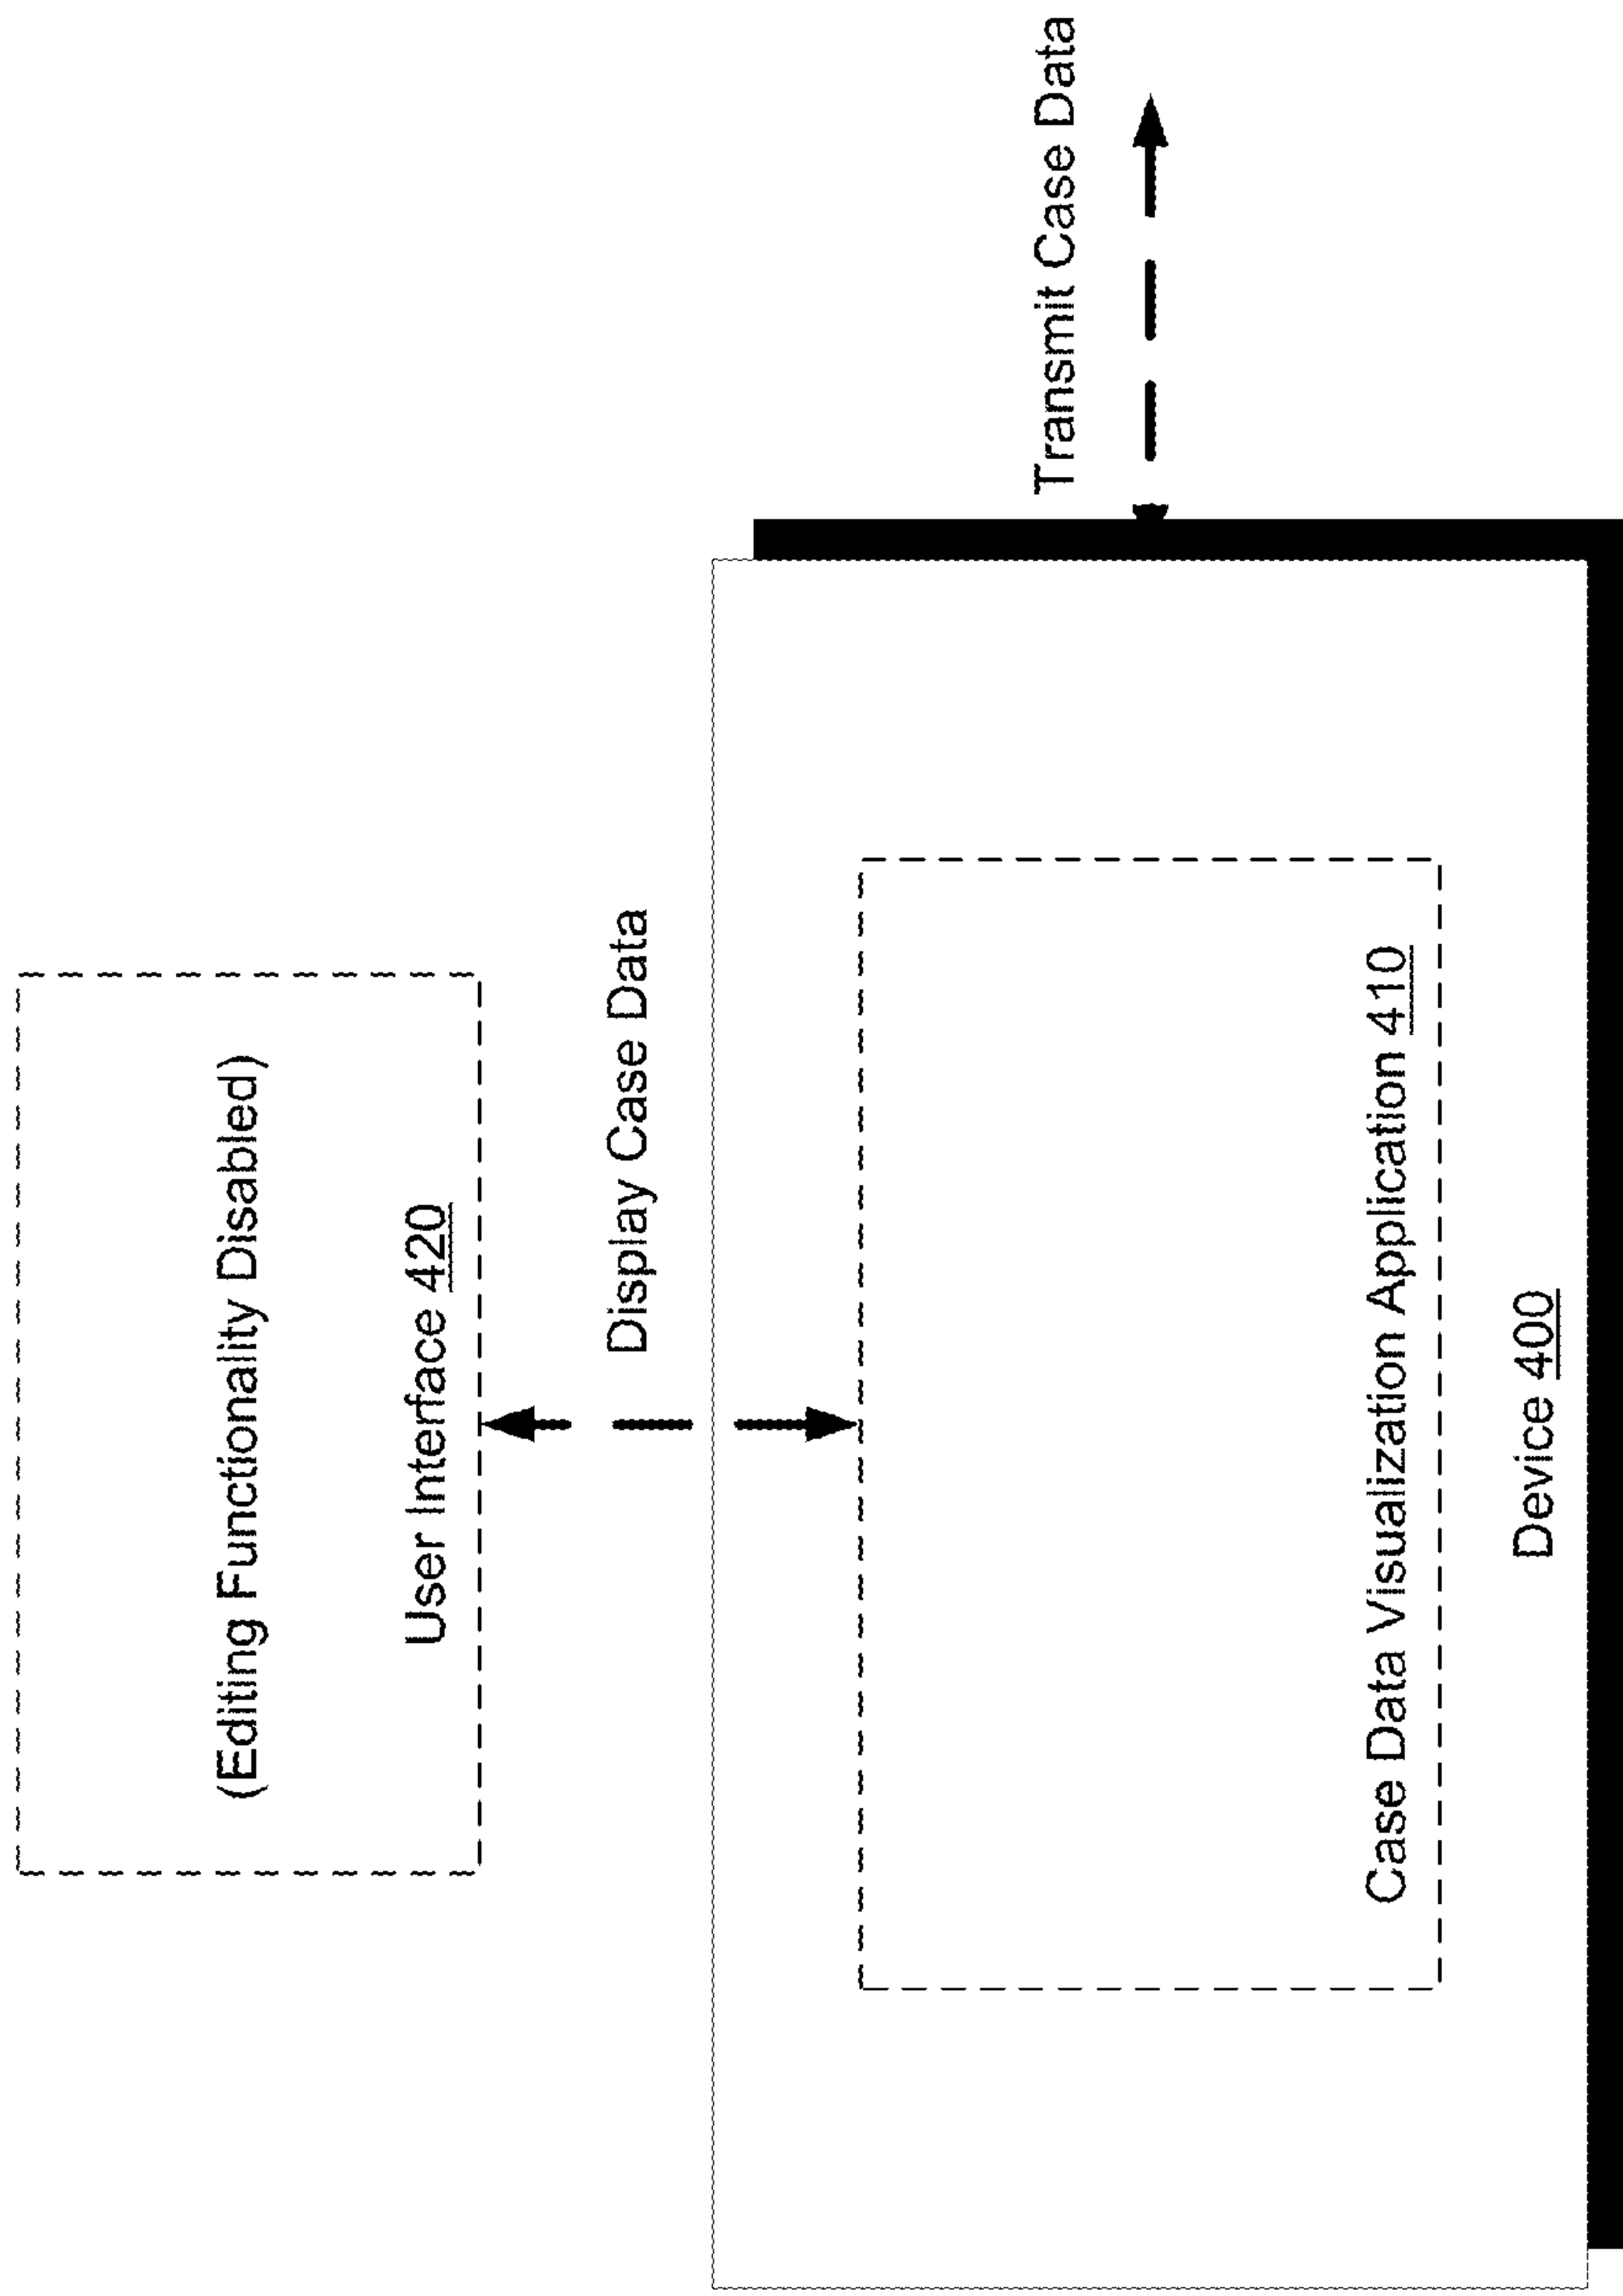 (Editing Functionality Disabled)
User Interface 420
Display Case Data
Transmit Case Data
Case Data Visualization Application 410
Device 400